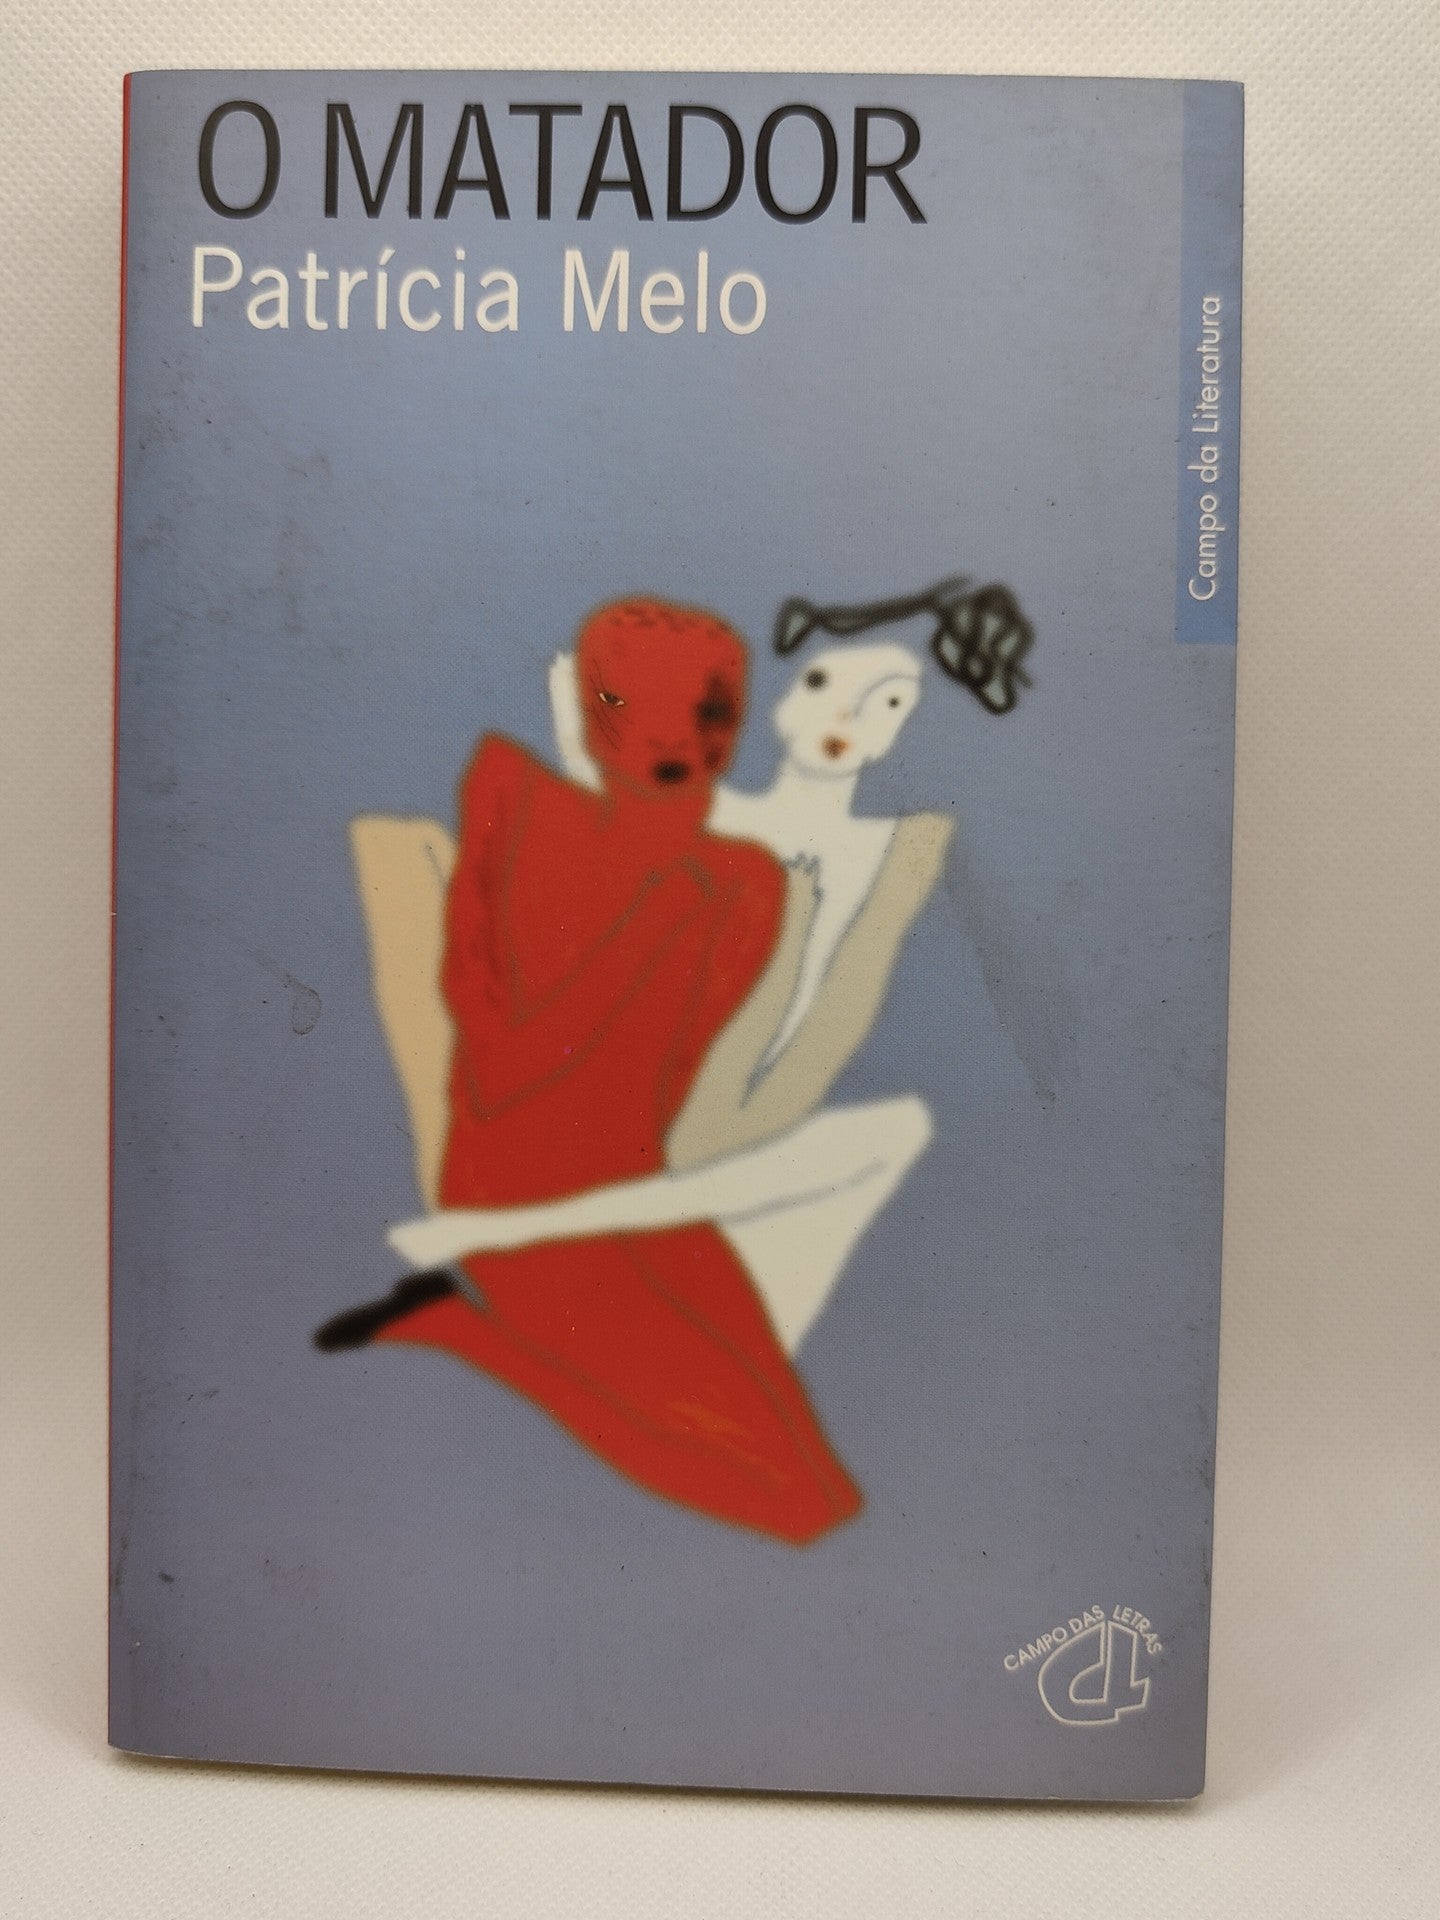 O MATADOR
Patrícia Melo
Campo da Literatura
CAMPO DAS LETRAS